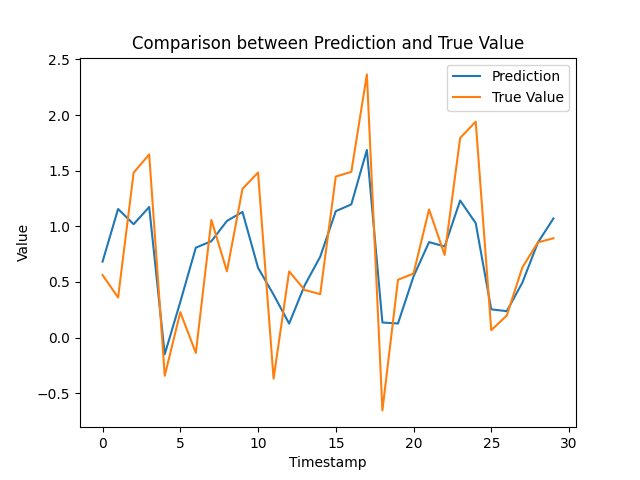 Comparison between Prediction and True Value
Prediction
True Value
2.5
2.0
1.5
1.0
0.5
0.0
−0.5
Value
0 5 10 15 20 25 30
Timestamp